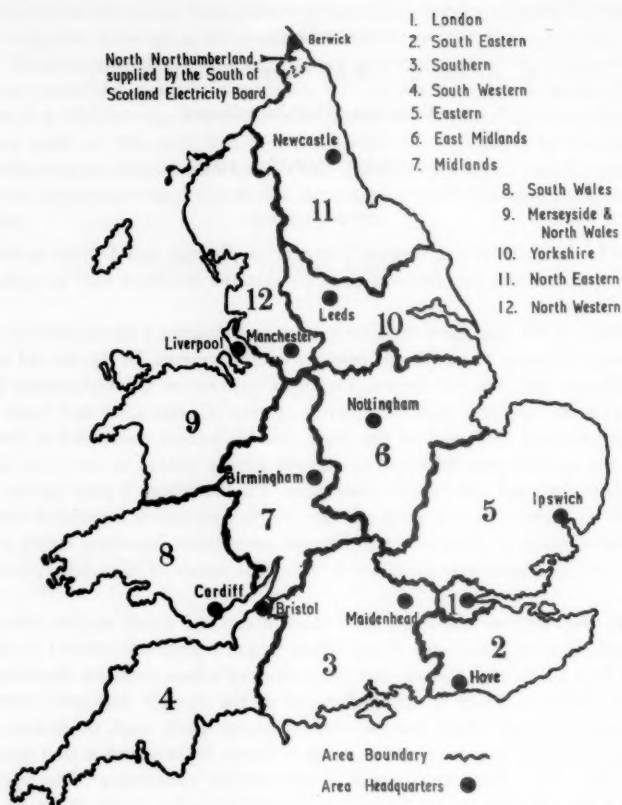 Berwick
North Northumberland,
supplied by the South of
Scotland Electricity Board
1. London
2. South Eastern
3. Southern
4. South Western
5. Eastern
6. East Midlands
7. Midlands
8. South Wales
9. Merseyside &
North Wales
10. Yorkshire
11. North Eastern
12. North Western
Newcastle
11
12
Leeds
10
Liverpool
Manchester
Nottingham
9
6
Birmingham
5
Ipswich
7
8
Cardiff
Bristol
Maidenhead
1
2
3
Hove
4
Area Boundary
Area Headquarters